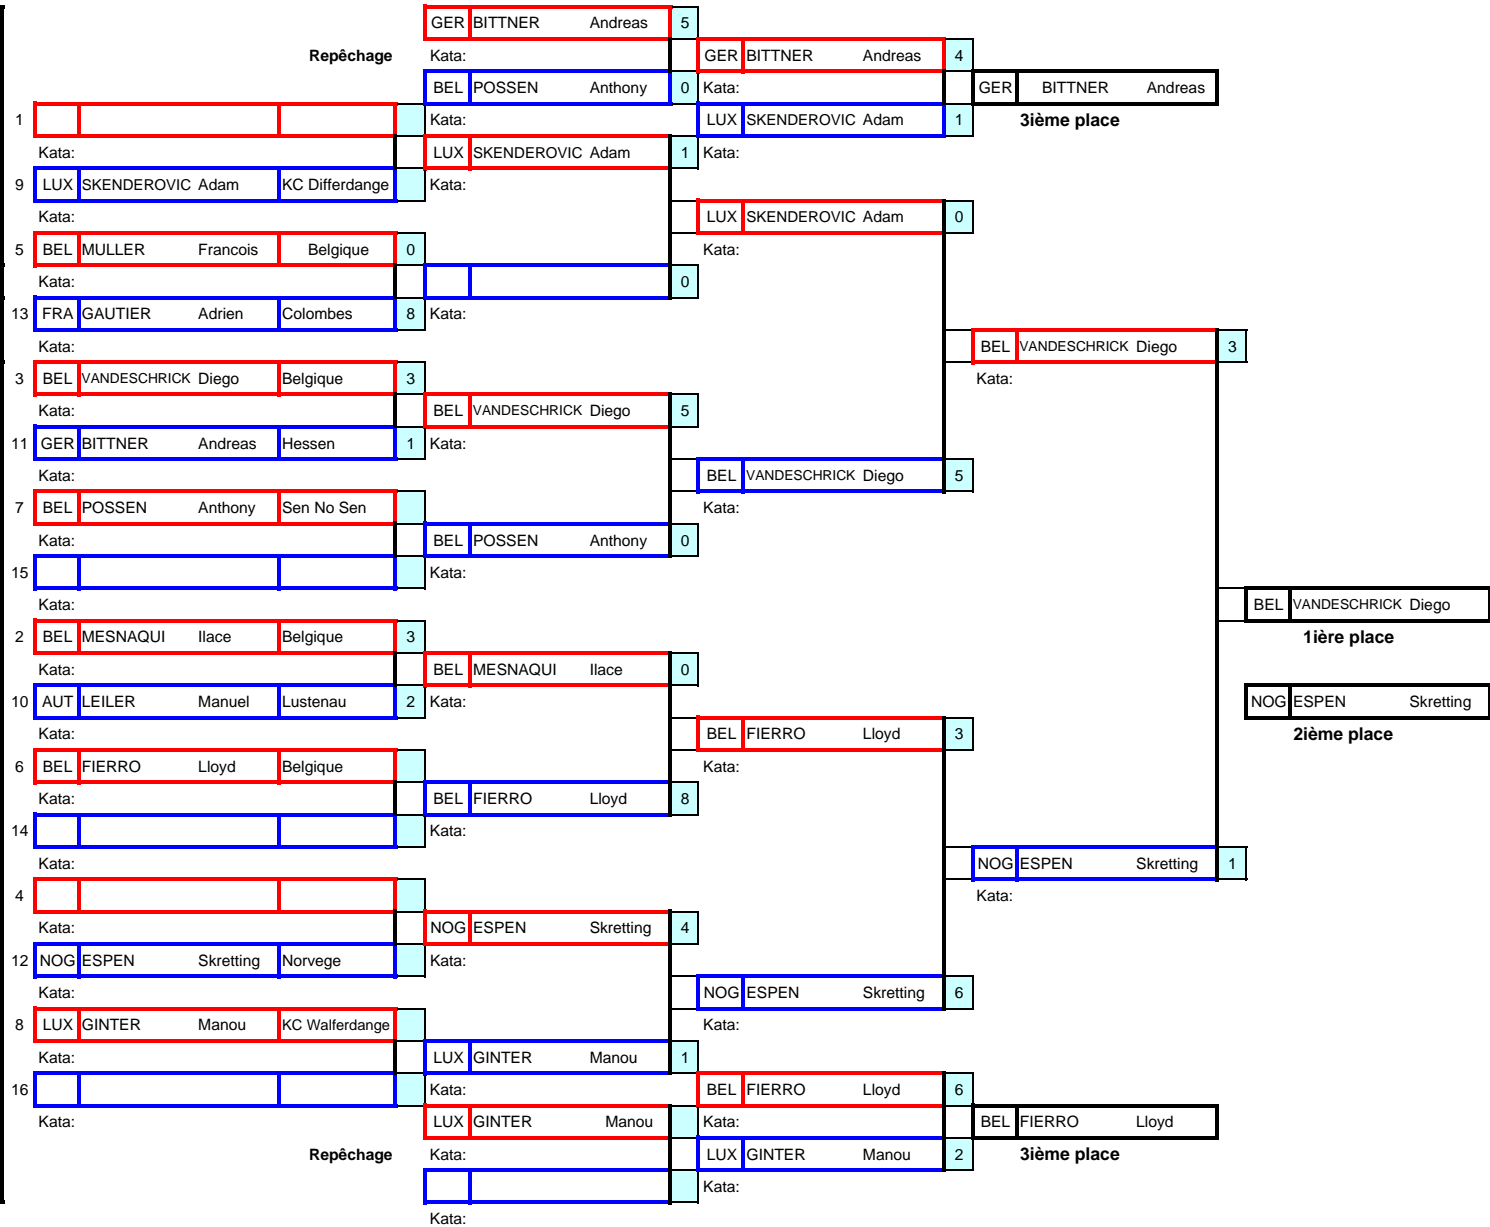 GER BITTNER Andreas 5
Repêchage Kata: GER BITTNER Andreas 4
BEL POSSEN Anthony 0 Kata: GER BITTNER Andreas
1 Kata: LUX SKENDEROVIC Adam 1 3ième place
Kata: LUX SKENDEROVIC Adam 1 Kata:
9 LUX SKENDEROVIC Adam KC Differdange Kata:
Kata: LUX SKENDEROVIC Adam 0
5 BEL MULLER Francois Belgique 0 Kata:
Kata: 0
13 FRA GAUTIER Adrien Colombes 8 Kata:
Kata: BEL VANDESCHRICK Diego 3
3 BEL VANDESCHRICK Diego Belgique 3 Kata:
Kata: BEL VANDESCHRICK Diego 5
11 GER BITTNER Andreas Hessen 1 Kata:
Kata: BEL VANDESCHRICK Diego 5
7 BEL POSSEN Anthony Sen No Sen Kata:
Kata: BEL POSSEN Anthony 0
15 Kata:
Kata: BEL VANDESCHRICK Diego
2 BEL MESNAQUI Ilace Belgique 3 1ière place
Kata: BEL MESNAQUI Ilace 0
10 AUT LEILER Manuel Lustenau 2 Kata: NOG ESPEN Skretting
Kata: BEL FIERRO Lloyd 3 2ième place
6 BEL FIERRO Lloyd Belgique Kata:
Kata: BEL FIERRO Lloyd 8
14 Kata:
Kata: NOG ESPEN Skretting 1
4 Kata:
Kata: NOG ESPEN Skretting 4
12 NOG ESPEN Skretting Norvege Kata:
Kata: NOG ESPEN Skretting 6
8 LUX GINTER Manou KC Walferdange Kata:
Kata: LUX GINTER Manou 1
16 Kata: BEL FIERRO Lloyd 6
Kata: LUX GINTER Manou Kata: BEL FIERRO Lloyd
Repêchage Kata: LUX GINTER Manou 2 3ième place
Kata:
Kata: